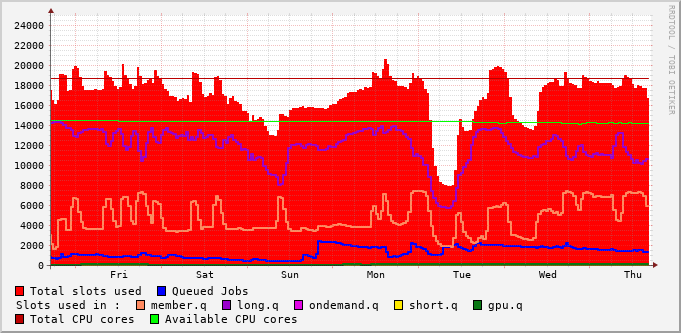 RRDTOOL / TOBI OETIKER
24000
22000
20000
18000
16000
14000
12000
10000
8000
6000
4000
2000
0
Fri Sat Sun Mon Tue Wed Thu
Total slots used Queued Jobs
Slots used in : member.q long.q ondemand.q short.q gpu.q
Total CPU cores Available CPU cores